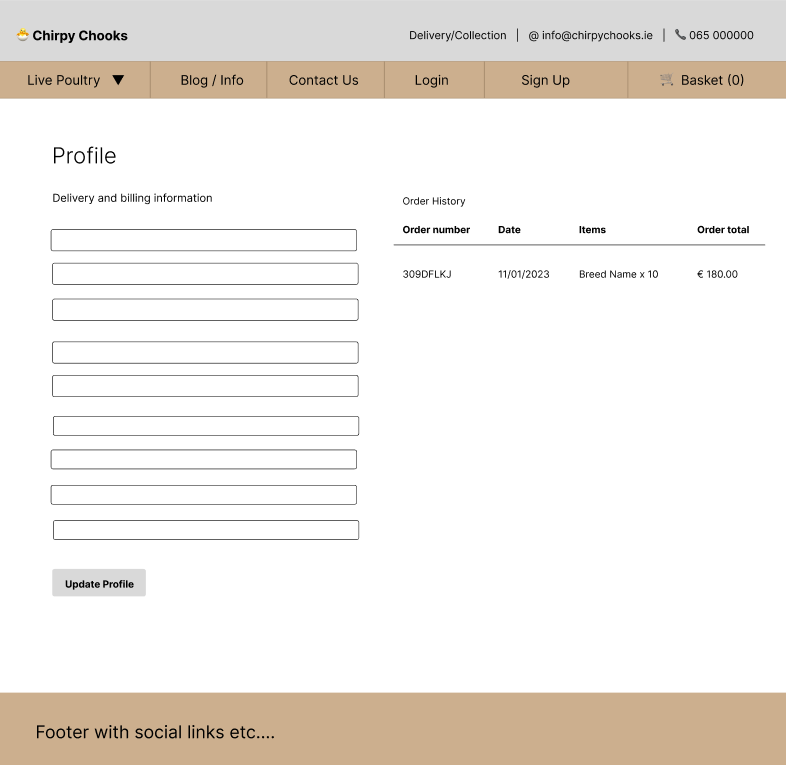 Chirpy Chooks
Delivery/Collection | @ info@chirpychooks.ie | 065 000000
Live Poultry ▼ Blog / Info Contact Us Login Sign Up Basket (0)
Profile
Delivery and billing information
Update Profile
Order History
Order number Date Items Order total
309DFLKJ 11/01/2023 Breed Name x 10 € 180.00
Footer with social links etc....